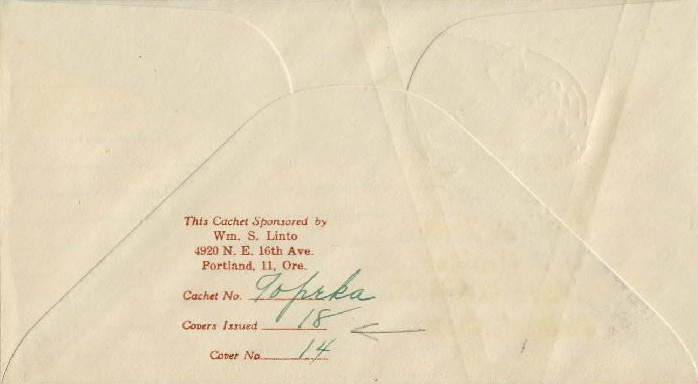 This Cachet Sponsored by
Wm. S. Linto
4920 N. E. 16th Ave.
Portland, 11, Ore.
Cachet No. Topeka
Covers Issued 18
Cover No. 14